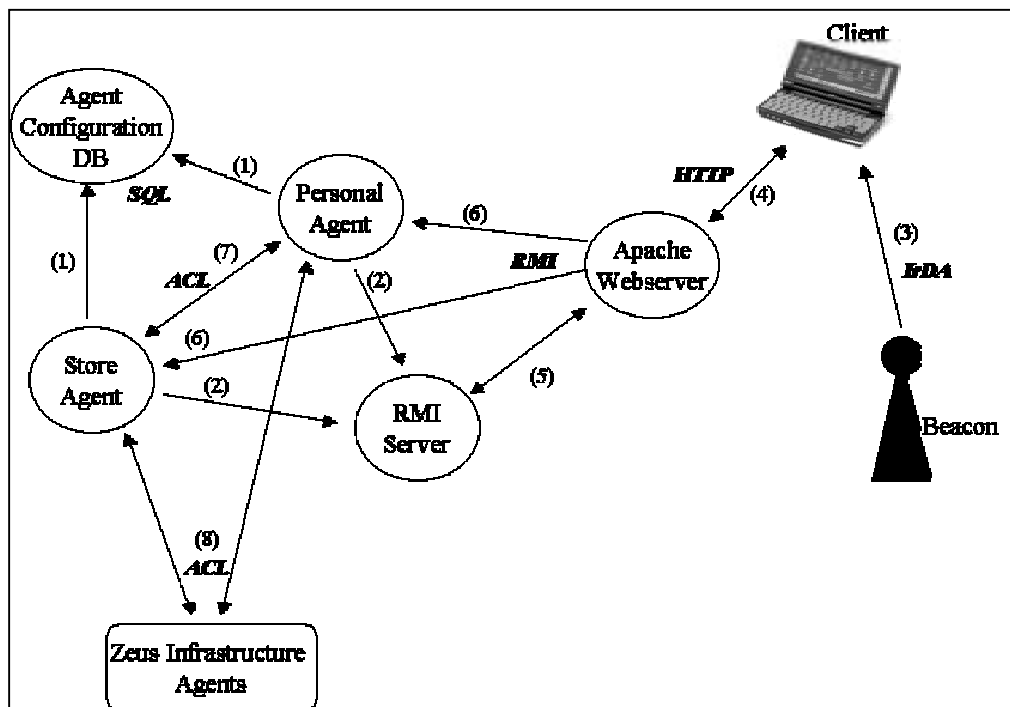 Client
Agent
Configuration
DB
(1)
SQL
Personal
Agent
HTTP
(4)
(6)
(3)
IrDA
(1)
(7)
ACL
(2)
RMI
Apache
Webserver
(6)
Store
Agent
(2)
(5)
RMI
Server
Beacon
(8)
ACL
Zeus Infrastructure
Agents